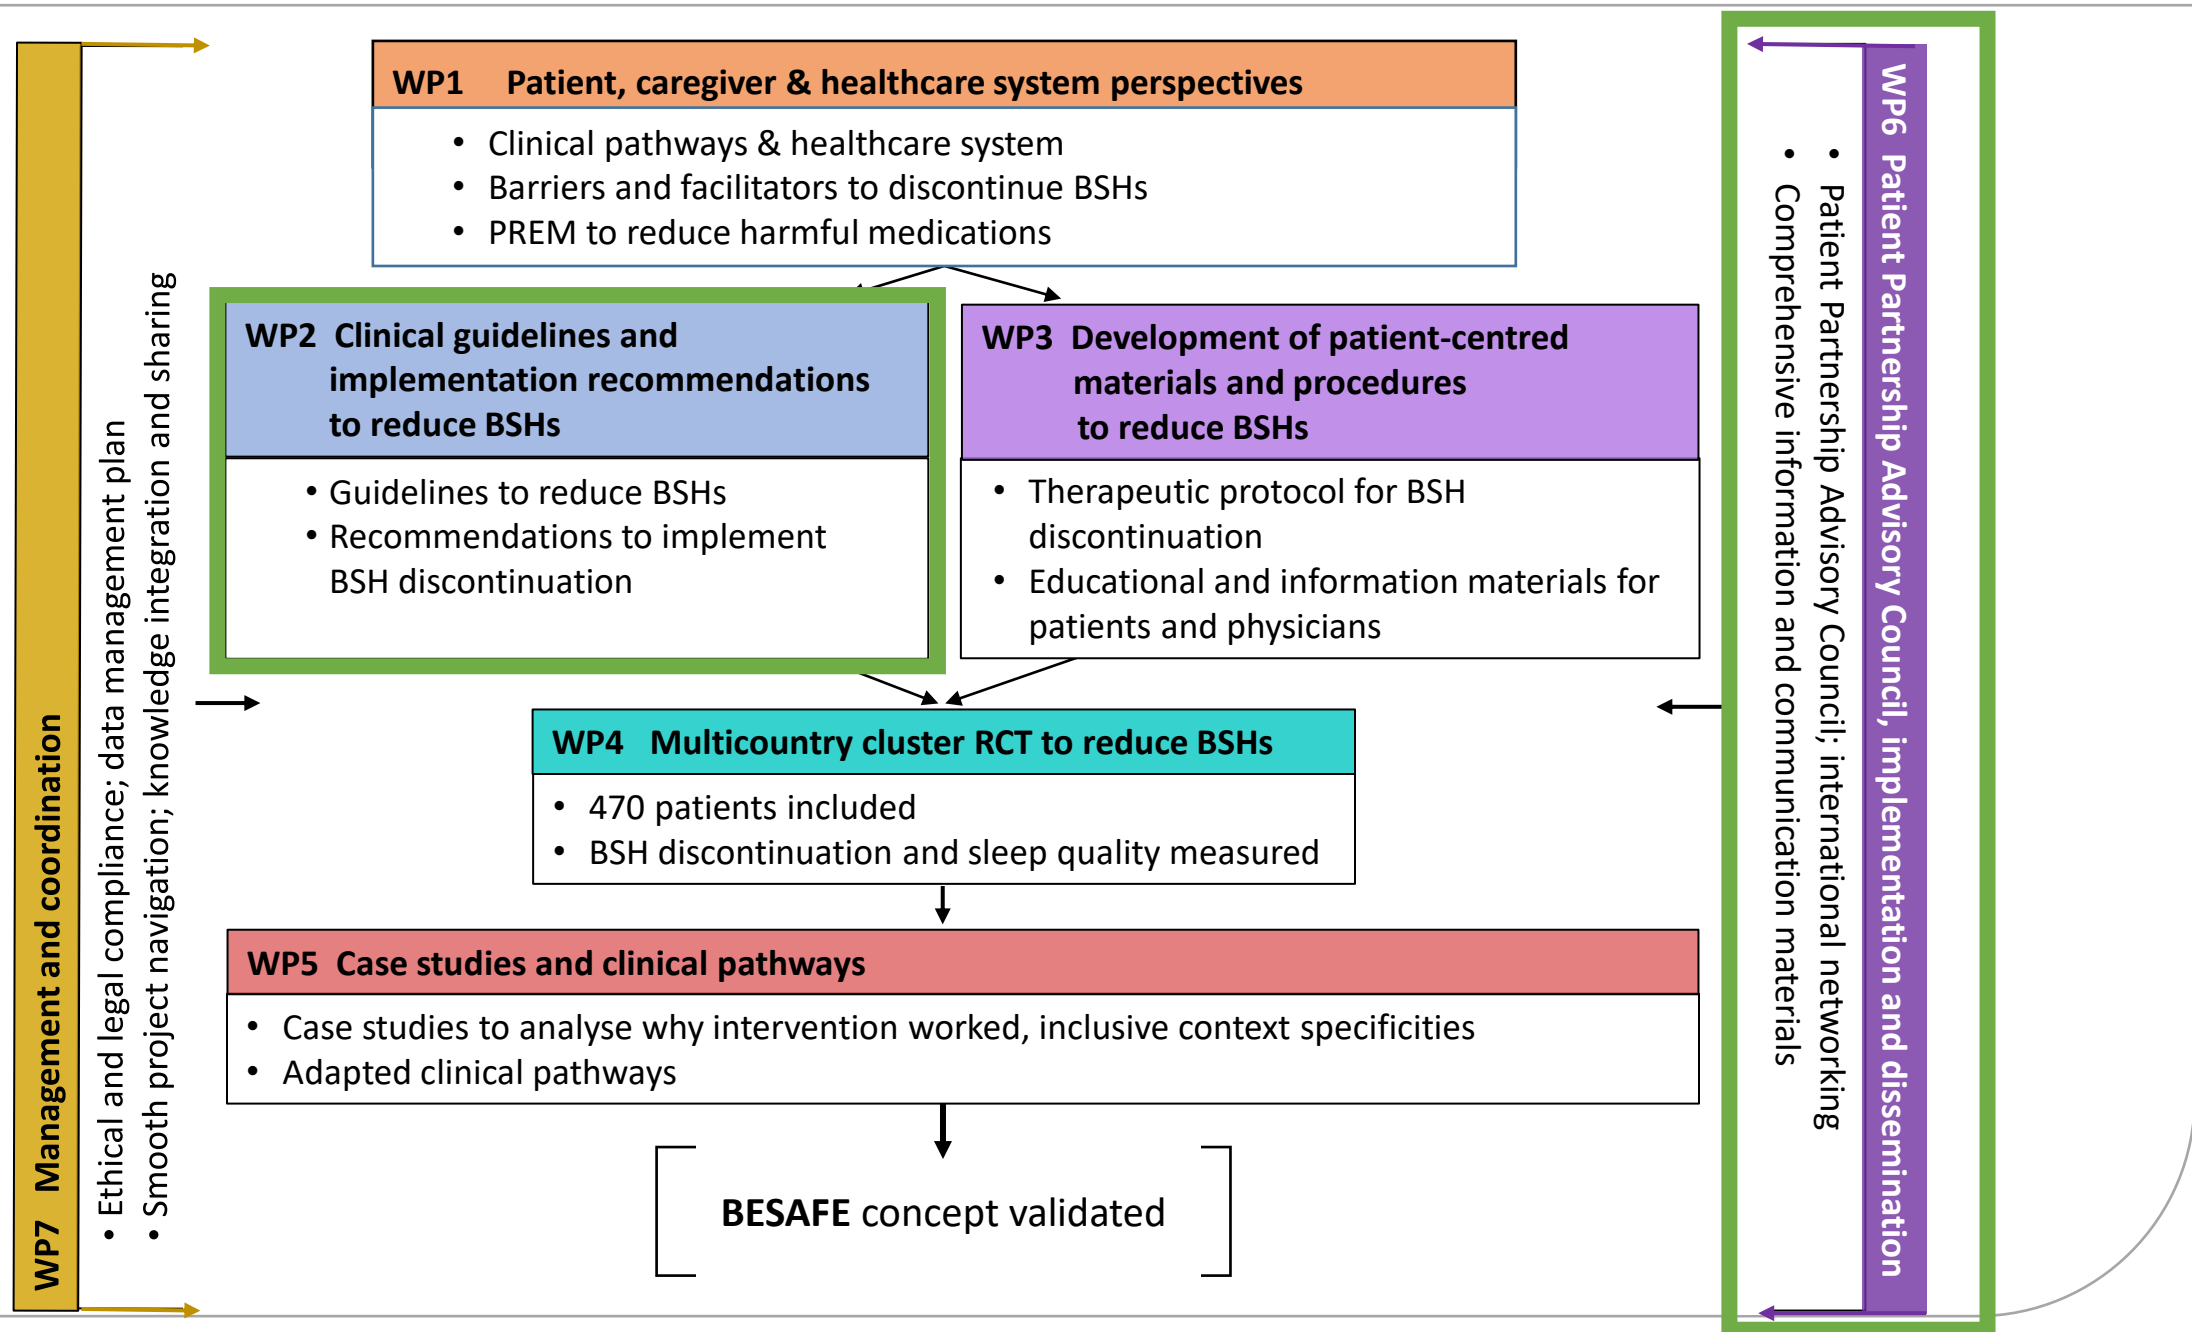 WP1 Patient, caregiver & healthcare system perspectives
• Clinical pathways & healthcare system
• Barriers and facilitators to discontinue BSHs
• PREM to reduce harmful medications
WP2 Clinical guidelines and
implementation recommendations
to reduce BSHs
• Guidelines to reduce BSHs
• Recommendations to implement
BSH discontinuation
WP3 Development of patient-centred
materials and procedures
to reduce BSHs
• Therapeutic protocol for BSH
discontinuation
• Educational and information materials for
patients and physicians
WP4 Multicountry cluster RCT to reduce BSHs
• 470 patients included
• BSH discontinuation and sleep quality measured
WP5 Case studies and clinical pathways
• Case studies to analyse why intervention worked, inclusive context specificities
• Adapted clinical pathways
BESAFE concept validated
WP6 Patient Partnership Advisory Council, implementation and dissemination
• Patient Partnership Advisory Council; international networking
• Comprehensive information and communication materials
WP7 Management and coordination
• Ethical and legal compliance; data management plan
• Smooth project navigation; knowledge integration and sharing